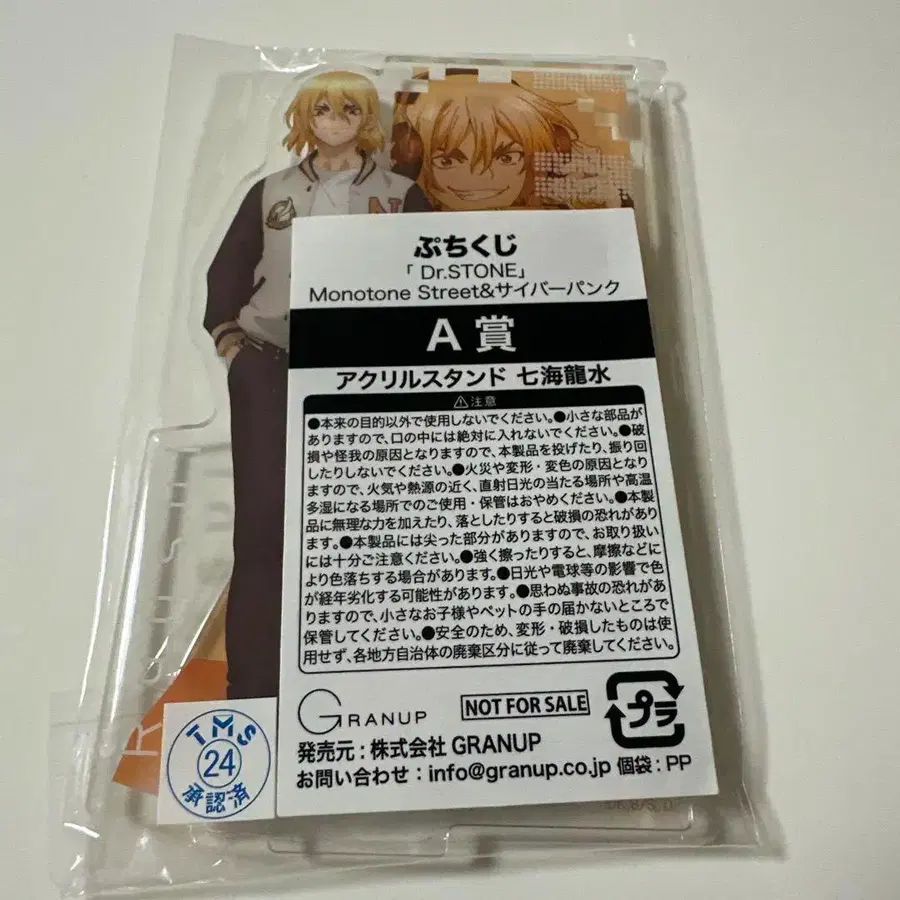 ぷちくじ
「 Dr.STONE」
Monotone Street&サイバーパンク
A 賞
アクリルスタンド 七海龍水
⚠注意
●本来の目的以外で使用しないでください。●小さな部品が
ありますので、口の中には絶対に入れないでください。●破
損や怪我の原因となりますので、本製品を投げたり、振り回
したりしないでください。●火災や変形・変色の原因となり
ますので、火気や熱源の近く、直射日光の当たる場所や高温
多湿になる場所でのご使用・保管はおやめください。●本製
品に無理な力を加えたり、落としたりすると破損の恐れがあり
ます。●本製品には尖った部分がありますので、お取り扱い
には十分ご注意ください。●強く擦ったりすると、摩擦などに
より色落ちする場合があります。●日光や電球等の影響で色
が経年劣化する可能性があります。●思わぬ事故の恐れがあ
りますので、小さなお子様やペットの手の届かないところで
保管してください。●安全のため、変形・破損したものは使
用せず、各地方自治体の廃棄区分に従って廃棄してください。
GRANUP
NOT FOR SALE
プラ
発売元 : 株式会社 GRANUP
お問い合わせ : info@granup.co.jp 個袋 : PP
TMS
24
承認済
N